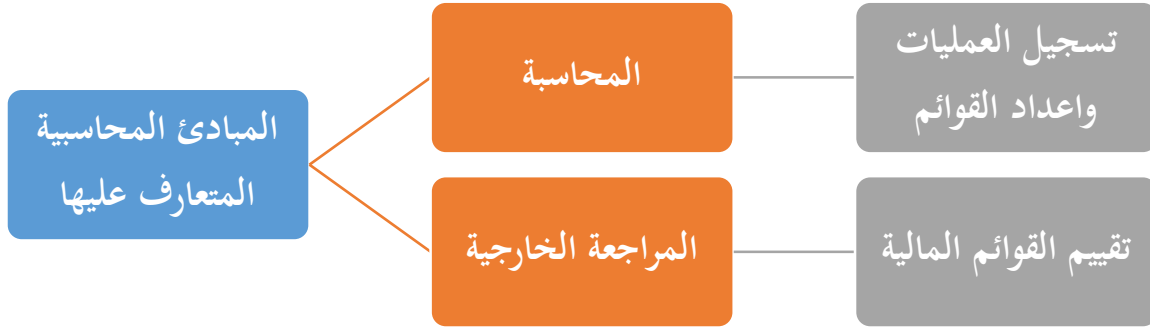 المبادئ المحاسبية
المتعارف عليها
المحاسبة
تسجيل العمليات
واعداد القوائم
المراجعة الخارجية
تقييم القوائم المالية